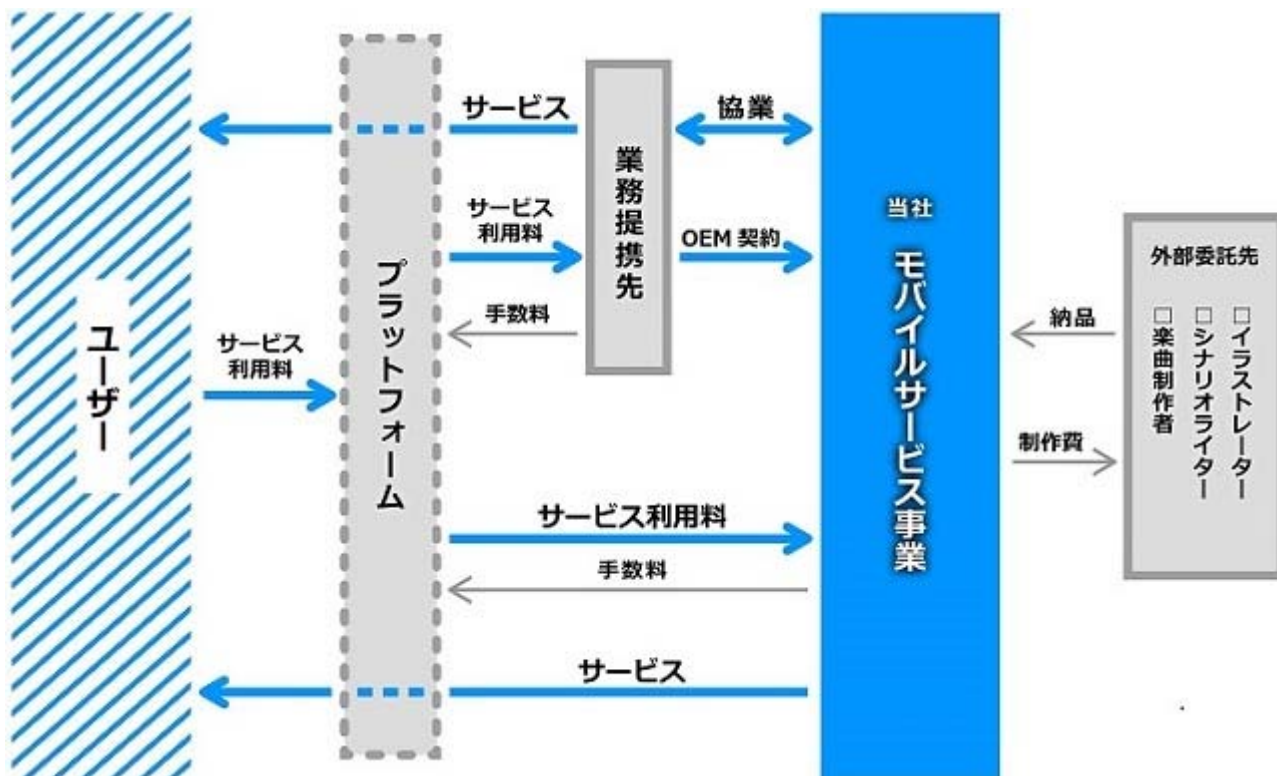 ユーザー
サービス
利用料
プラットフォーム
サービス
サービス
利用料
手数料
業務提携先
協業
OEM 契約
サービス利用料
手数料
サービス
当社
モバイルサービス事業
納品
制作費
外部委託先
□イラストレーター
□シナリオライター
□楽曲制作者